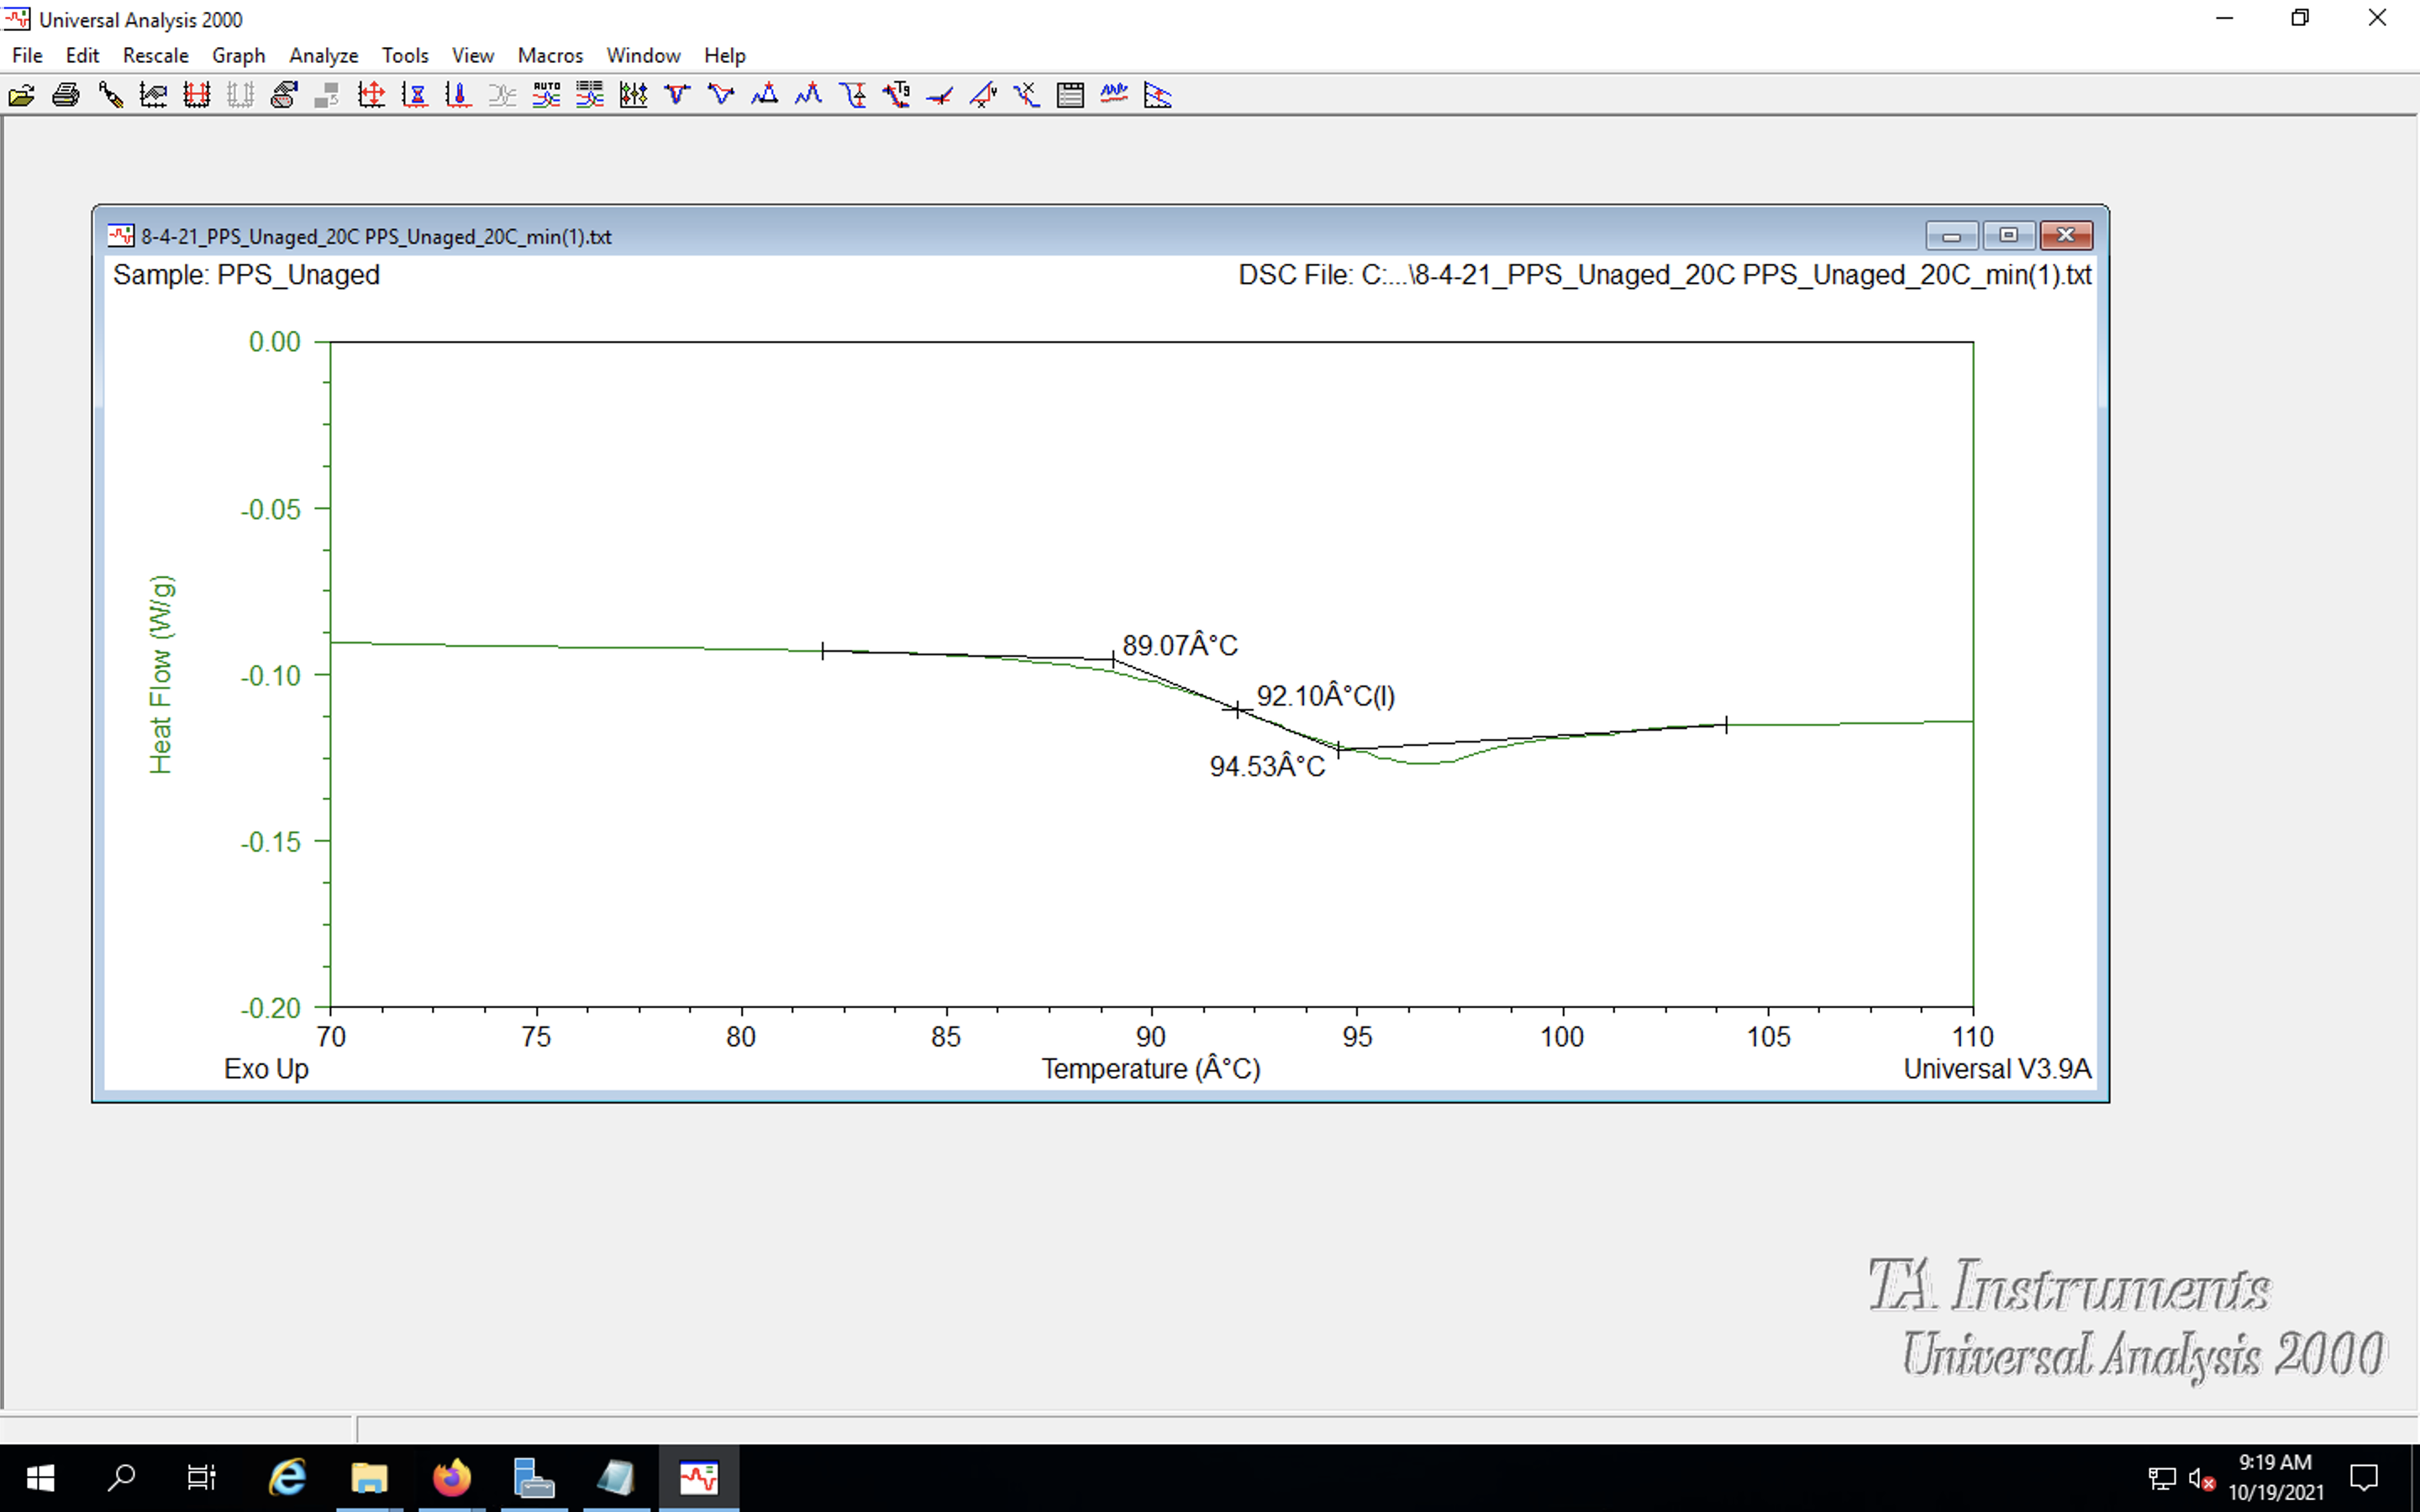 Universal Analysis 2000
File Edit Rescale Graph Analyze Tools View Macros Window Help
AUTO
Tg
8-4-21_PPS_Unaged_20C PPS_Unaged_20C_min(1).txt
Sample: PPS_Unaged
DSC File: C:...\8-4-21_PPS_Unaged_20C PPS_Unaged_20C_min(1).txt
0.00
-0.05
-0.10
-0.15
-0.20
Heat Flow (W/g)
89.07Â°C
92.10Â°C(I)
94.53Â°C
70 75 80 85 90 95 100 105 110
Exo Up
Temperature (Â°C)
Universal V3.9A
TA Instruments
Universal Analysis 2000
9:19 AM
10/19/2021